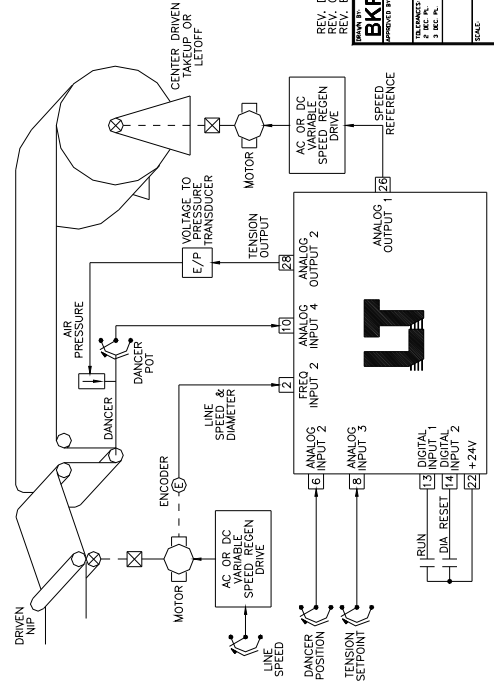 DRIVEN
NIP
CENTER DRIVEN
TAKEUP OR
LETOFF
AIR
PRESSURE
DANCER
DANCER
POT
VOLTAGE TO
PRESSURE
TRANSDUCER
E/P
TENSION
OUTPUT
MOTOR
AC OR DC
VARIABLE
SPEED REGEN
DRIVE
SPEED
REFERENCE
ENCODER
E
LINE
SPEED &
DIAMETER
MOTOR
AC OR DC
VARIABLE
SPEED REGEN
DRIVE
LINE
SPEED
2
FREQ
INPUT 2
10
ANALOG
INPUT 4
28
ANALOG
OUTPUT 2
26
ANALOG
OUTPUT 1
DANCER
POSITION
6
ANALOG
INPUT 2
TENSION
SETPOINT
8
ANALOG
INPUT 3
RUN
13
DIGITAL
INPUT 1
DIA RESET
14
DIGITAL
INPUT 2
22
+24V
REV.
REV.
REV.
DRAWN BY:
BKP
APPROVED BY:
TOLERANCES:
2 DEC. PL.
3 DEC. PL.
SCALE: